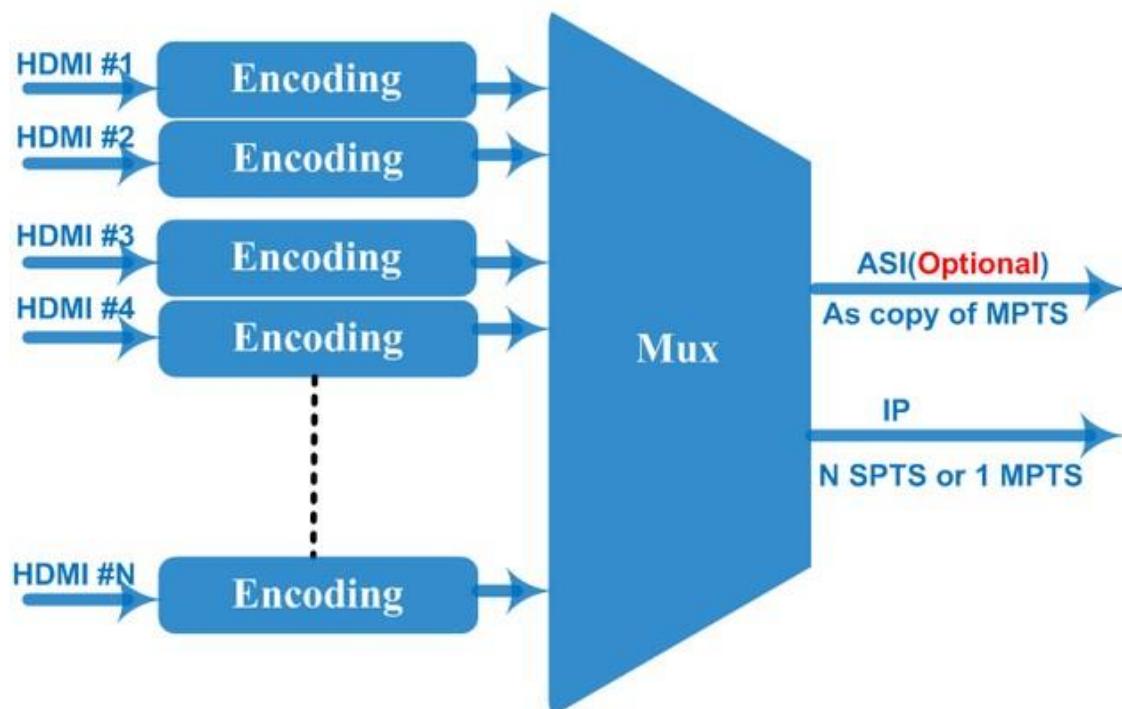 HDMI #1
Encoding
HDMI #2
Encoding
HDMI #3
Encoding
HDMI #4
Encoding
HDMI #N
Encoding
Mux
ASI(Optional)
As copy of MPTS
IP
N SPTS or 1 MPTS